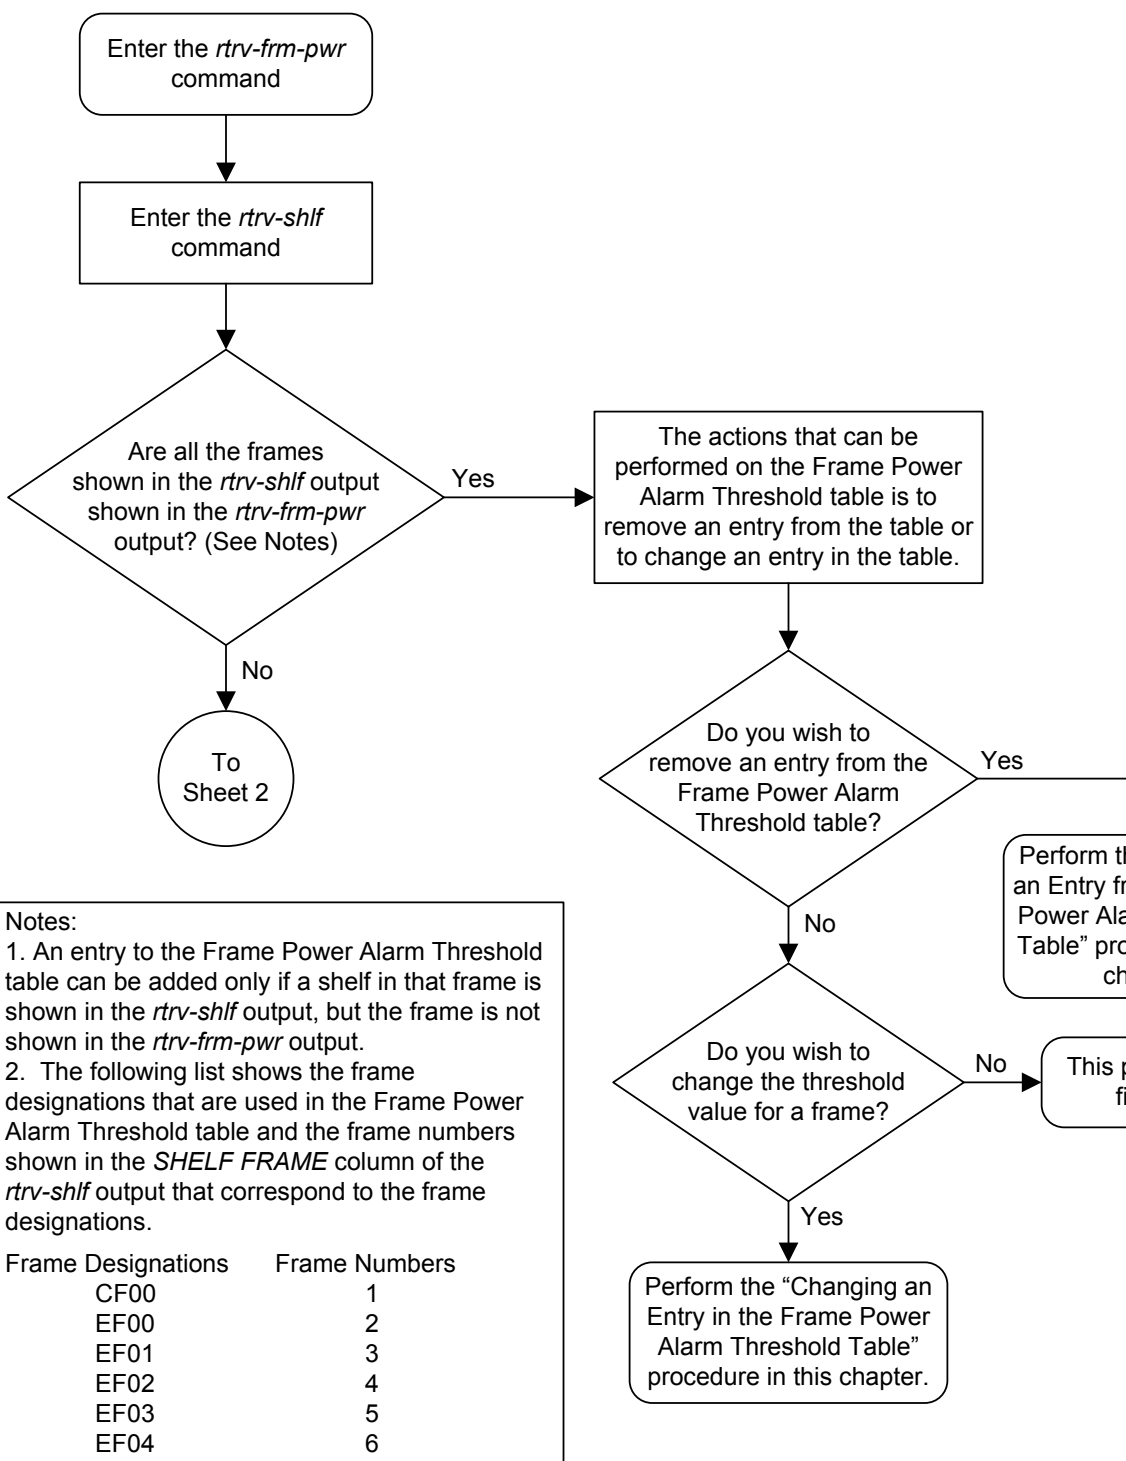 Enter the rtrv-frm-pwr
command
Enter the rtrv-shlf
command
Are all the frames
shown in the rtrv-shlf output
shown in the rtrv-frm-pwr
output? (See Notes)
Yes
No
To
Sheet 2
The actions that can be
performed on the Frame Power
Alarm Threshold table is to
remove an entry from the table or
to change an entry in the table.
Do you wish to
remove an entry from the
Frame Power Alarm
Threshold table?
Yes
No
Perform
an Entry
Power
Table”
Do you wish to
change the threshold
value for a frame?
No
This
Yes
Perform the “Changing an
Entry in the Frame Power
Alarm Threshold Table”
procedure in this chapter.
Notes:
1. An entry to the Frame Power Alarm Threshold
table can be added only if a shelf in that frame is
shown in the rtrv-shlf output, but the frame is not
shown in the rtrv-frm-pwr output.
2. The following list shows the frame
designations that are used in the Frame Power
Alarm Threshold table and the frame numbers
shown in the SHELF FRAME column of the
rtrv-shlf output that correspond to the frame
designations.
Frame Designations Frame Numbers
CF00 1
EF00 2
EF01 3
EF02 4
EF03 5
EF04 6